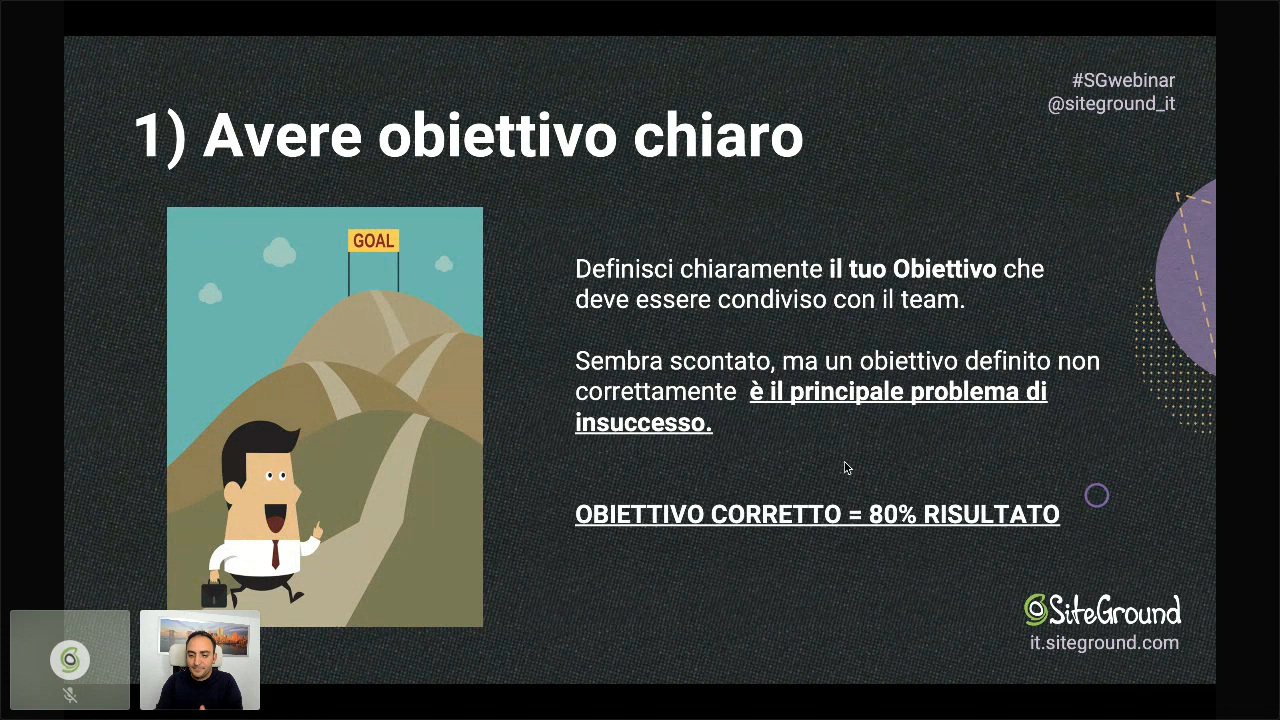 #SGwebinar
@siteground_it
1) Avere obiettivo chiaro
GOAL
Definisci chiaramente il tuo Obiettivo che
deve essere condiviso con il team.
Sembra scontato, ma un obiettivo definito non
correttamente è il principale problema di
insuccesso.
OBIETTIVO CORRETTO = 80% RISULTATO
SiteGround
it.siteground.com